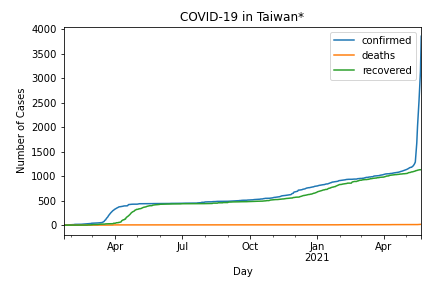 COVID-19 in Taiwan*
confirmed
deaths
recovered
Number of Cases
4000
3500
3000
2500
2000
1500
1000
500
0
Apr
Jul
Oct
Jan
2021
Apr
Day